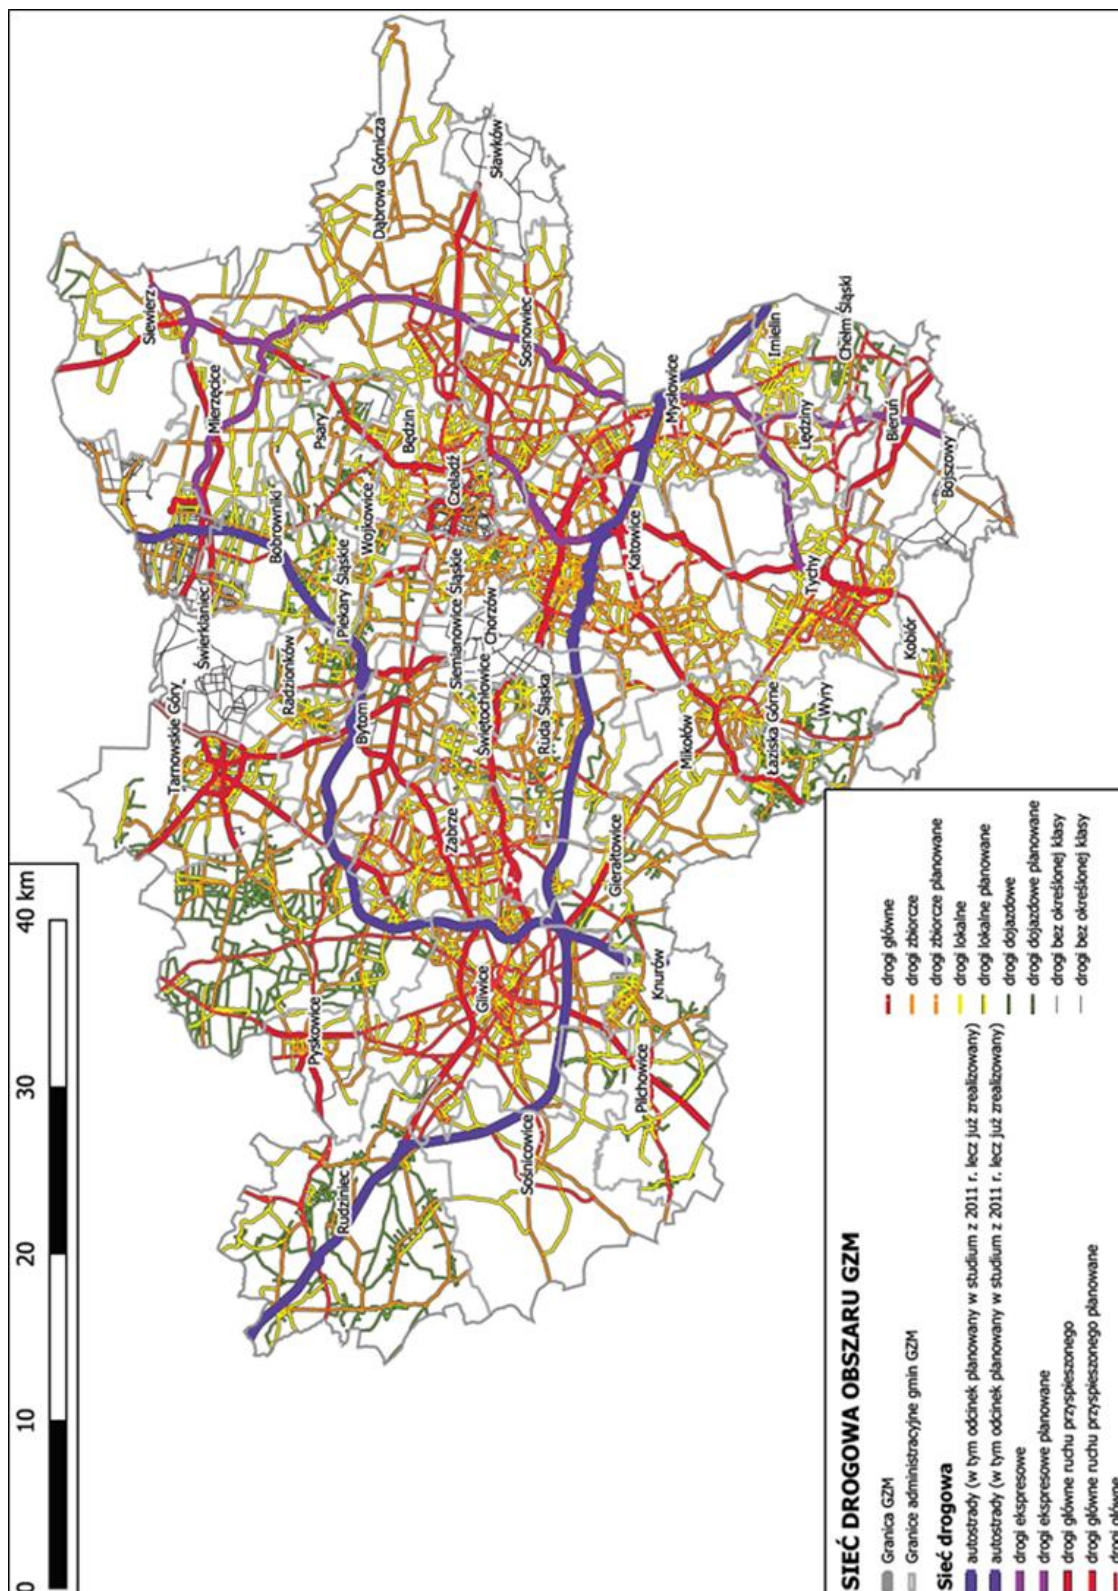 0 10 20 30 40 km
SIEĆ DROGOWA OBSZARU GZM
Granica GZM
Granice administracyjne gmin GZM
Sieć drogowa
autostrady (w tym odcinek planowany w studium z 2011 r. lecz już zrealizowany)
autostrady (w tym odcinek planowany w studium z 2011 r. lecz już zrealizowany)
drogi ekspresowe
drogi ekspresowe planowane
drogi główne ruchu przyspieszonego
drogi główne ruchu przyspieszonego planowane
drogi główne
drogi główne
drogi zbiorcze
drogi zbiorcze planowane
drogi lokalne
drogi lokalne planowane
drogi dojazdowe
drogi dojazdowe planowane
drogi bez określonej klasy
drogi bez określonej klasy
Siewierz
Mierzęcice
Tarnowskie Góry
Świerklaniec
Bobrowniki
Psary
Dąbrowa Górnicza
Radzionków
Piekary Śląskie
Wojkowice
Będzin
Sławków
Rudziniec
Pyskowice
Bytom
Czeladź
Zabrze
Siemianowice Śląskie
Świętochłowice
Chorzów
Sosnowiec
Gliwice
Ruda Śląska
Sośnicowice
Gierałtowice
Katowice
Mysłowice
Knurów
Pilchowice
Mikołów
Imielin
Chełm Śląski
Lędziny
Łaziska Górne
Tychy
Wyry
Bieruń
Kobiór
Bojszowy